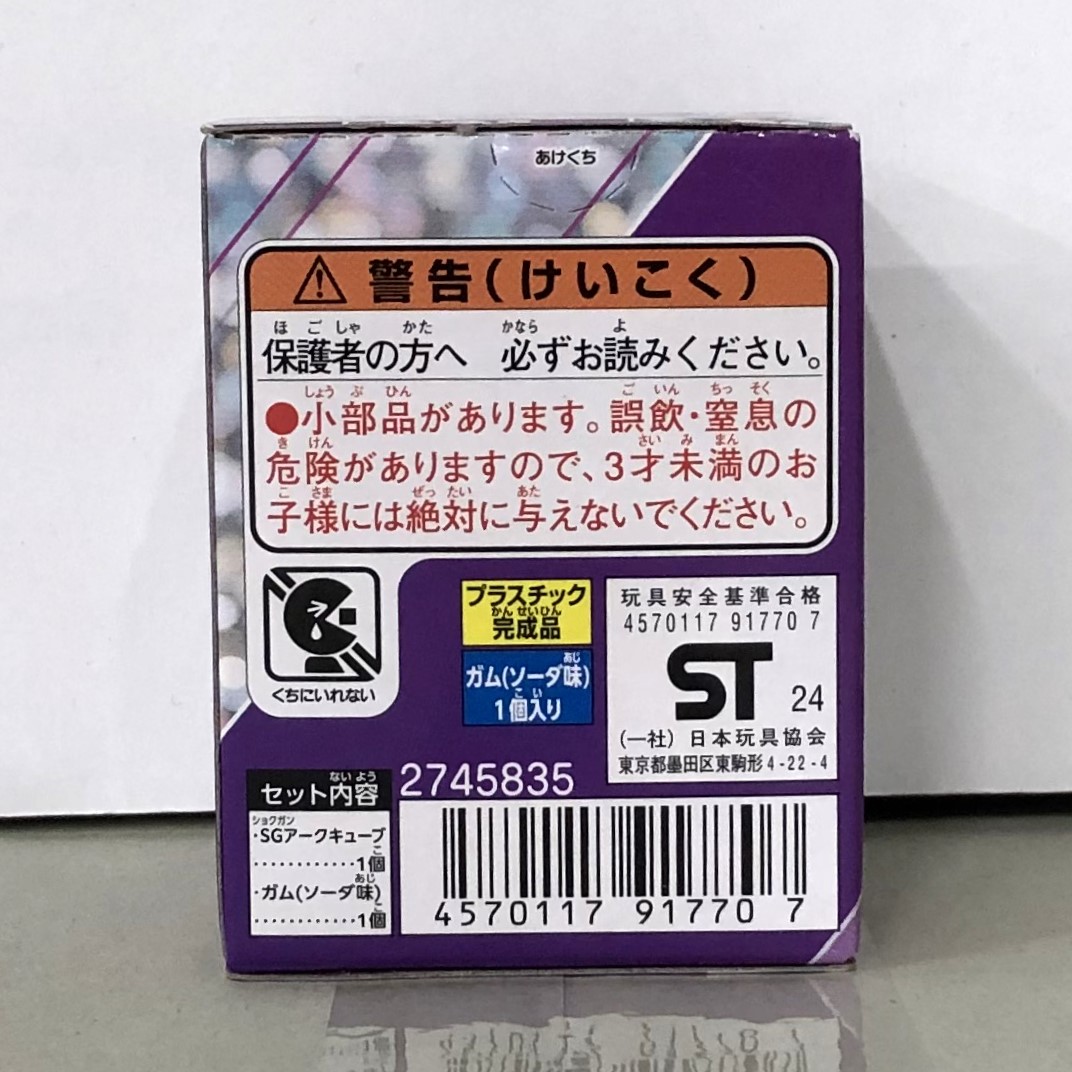 あけくち
警告(けいこく)
ほごしゃ かた かなら よ
保護者の方へ 必ずお読みください。
しょうぶひん ごいん ちっそく
●小部品があります。誤飲・窒息の
きけん さいみまん
危険がありますので、3才未満のお
こさま ぜったい あた
子様には絶対に与えないでください。
くちにいれない
プラスチック
かんせいひん
完成品
あじ
ガム(ソーダ味)
こい
1個入り
玩具安全基準合格
4570117 91770 7
ST 24
(一社) 日本玩具協会
東京都墨田区東駒形4-22-4
ないよう
セット内容
ショクガン
・SGアークキューブ
こ
…………1個
あじ
・ガム(ソーダ味)
こ
…………1個
2745835
4570117 91770 7